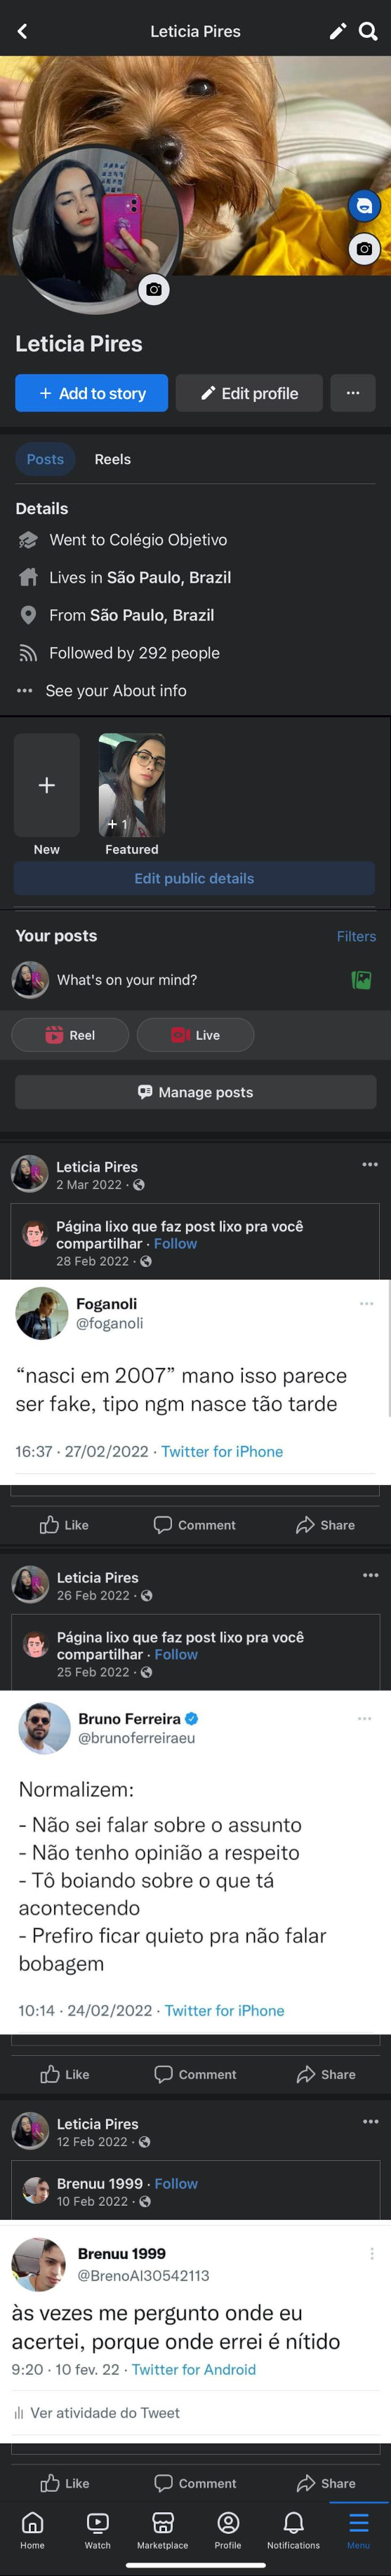 Leticia Pires
Leticia Pires
+ Add to story
Edit profile
Posts
Reels
Details
Went to Colégio Objetivo
Lives in São Paulo, Brazil
From São Paulo, Brazil
Followed by 292 people
See your About info
+ 1
New
Featured
Edit public details
Your posts
Filters
What's on your mind?
Reel
Live
Manage posts
Leticia Pires
2 Mar 2022 ·
Página lixo que faz post lixo pra você
compartilhar · Follow
28 Feb 2022 ·
Foganoli
@foganoli
“nasci em 2007” mano isso parece
ser fake, tipo ngm nasce tão tarde
16:37 · 27/02/2022 · Twitter for iPhone
Like
Comment
Share
Leticia Pires
26 Feb 2022 ·
Página lixo que faz post lixo pra você
compartilhar · Follow
25 Feb 2022 ·
Bruno Ferreira
@brunoferreiraeu
Normalizem:
- Não sei falar sobre o assunto
- Não tenho opinião a respeito
- Tô boiando sobre o que tá
acontecendo
- Prefiro ficar quieto pra não falar
bobagem
10:14 · 24/02/2022 · Twitter for iPhone
Like
Comment
Share
Leticia Pires
12 Feb 2022 ·
Brenuu 1999 · Follow
10 Feb 2022 ·
Brenuu 1999
@BrenoAl30542113
às vezes me pergunto onde eu
acertei, porque onde errei é nítido
9:20 · 10 fev. 22 · Twitter for Android
Ver atividade do Tweet
Like
Comment
Share
Home
Watch
Marketplace
Profile
Notifications
Menu